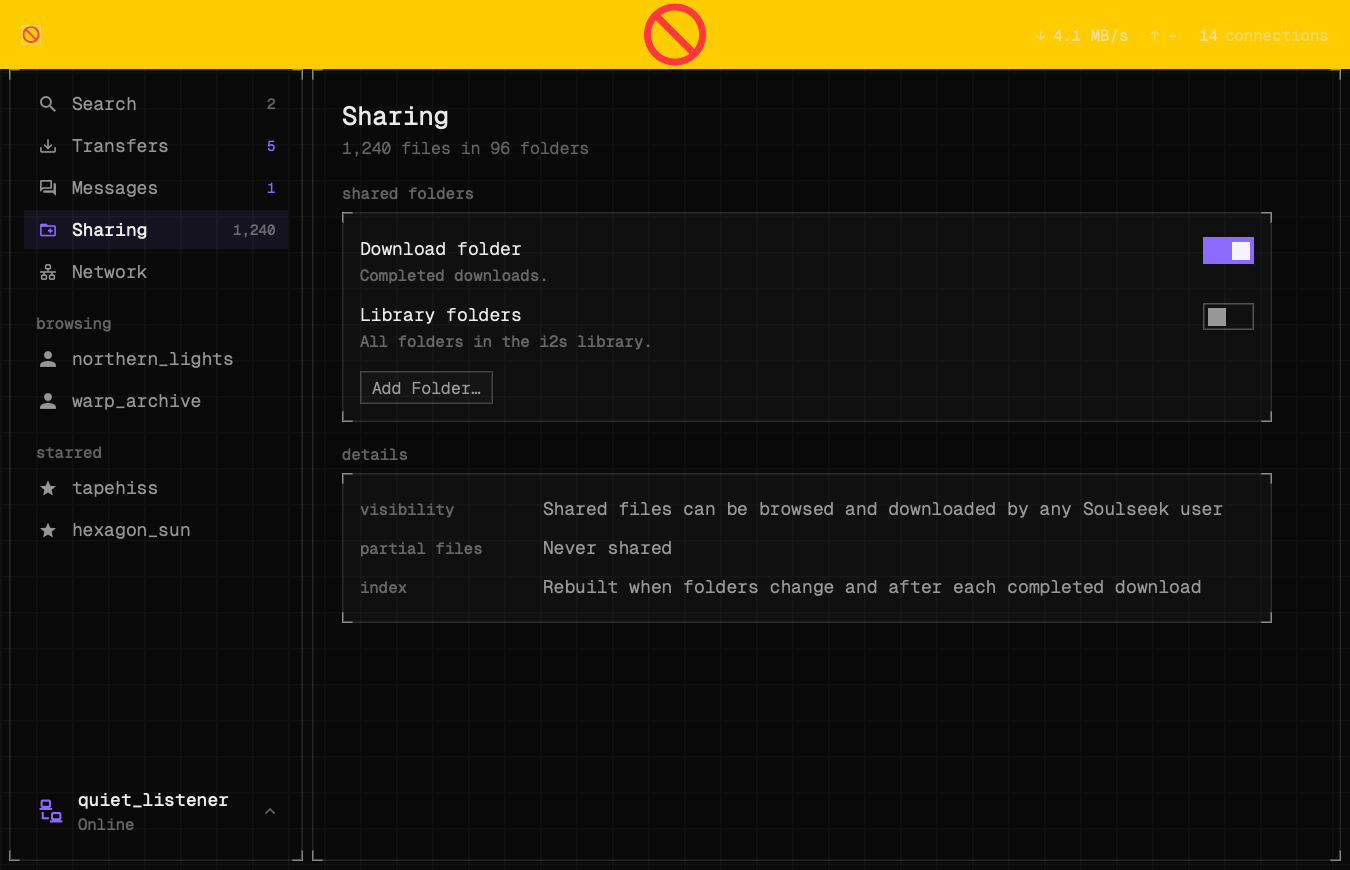 ↓ 4.1 MB/s ↑ – 14 connections
Search 2
Transfers 5
Messages 1
Sharing 1,240
Network
browsing
northern_lights
warp_archive
starred
tapehiss
hexagon_sun
quiet_listener
Online
Sharing
1,240 files in 96 folders
shared folders
Download folder
Completed downloads.
Library folders
All folders in the i2s library.
Add Folder…
details
visibility Shared files can be browsed and downloaded by any Soulseek user
partial files Never shared
index Rebuilt when folders change and after each completed download